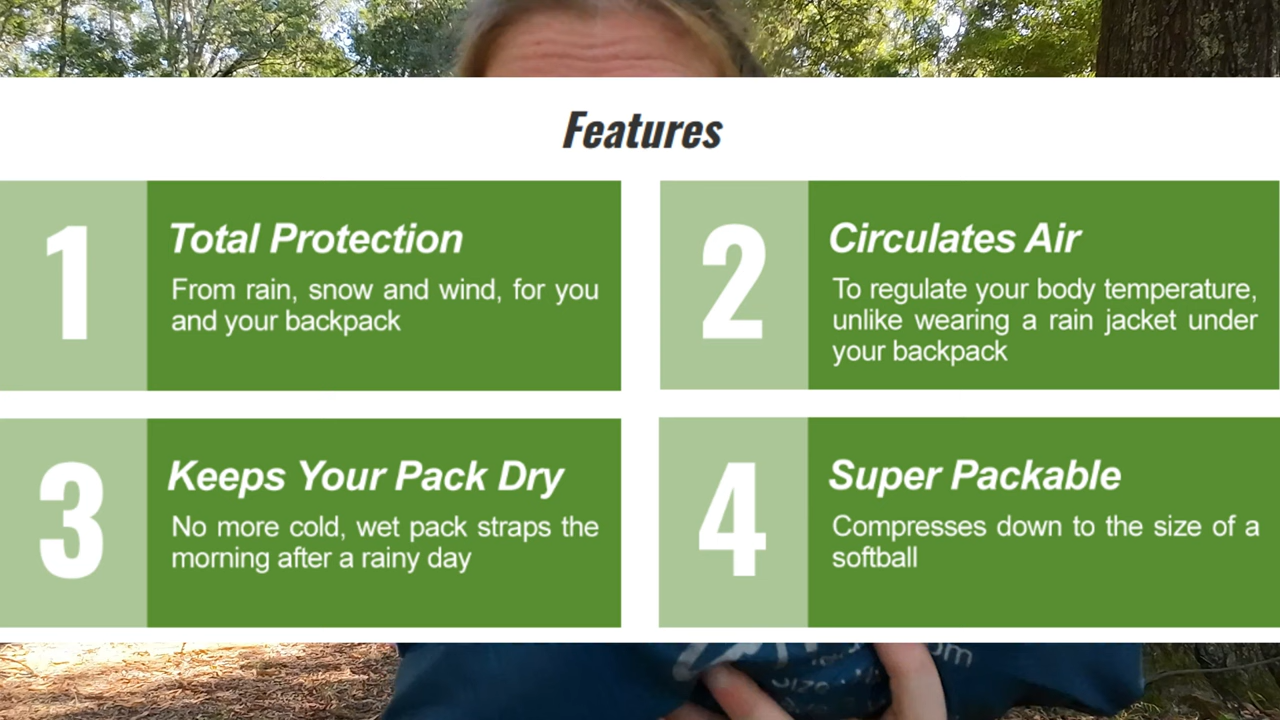 Features
1
Total Protection
From rain, snow and wind, for you
and your backpack
2
Circulates Air
To regulate your body temperature,
unlike wearing a rain jacket under
your backpack
3
Keeps Your Pack Dry
No more cold, wet pack straps the
morning after a rainy day
4
Super Packable
Compresses down to the size of a
softball